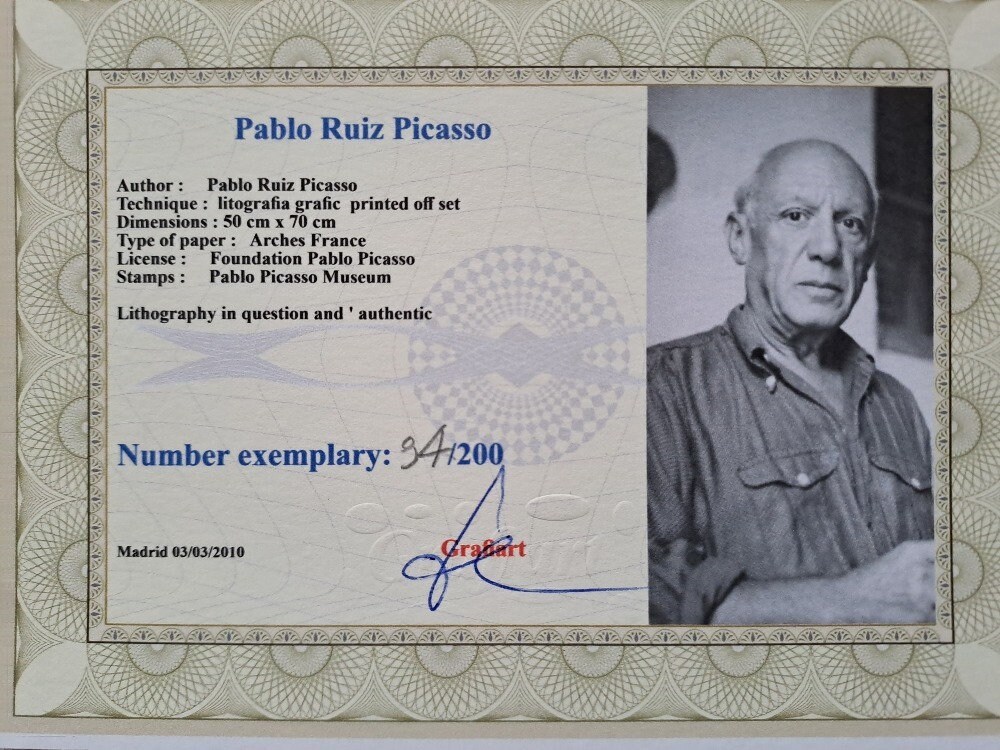 Pablo Ruiz Picasso
Author : Pablo Ruiz Picasso
Technique : litografia grafic printed off set
Dimensions : 50 cm x 70 cm
Type of paper : Arches France
License : Foundation Pablo Picasso
Stamps : Pablo Picasso Museum
Lithography in question and ' authentic
Number exemplary: 94/200
Madrid 03/03/2010
Grafiart